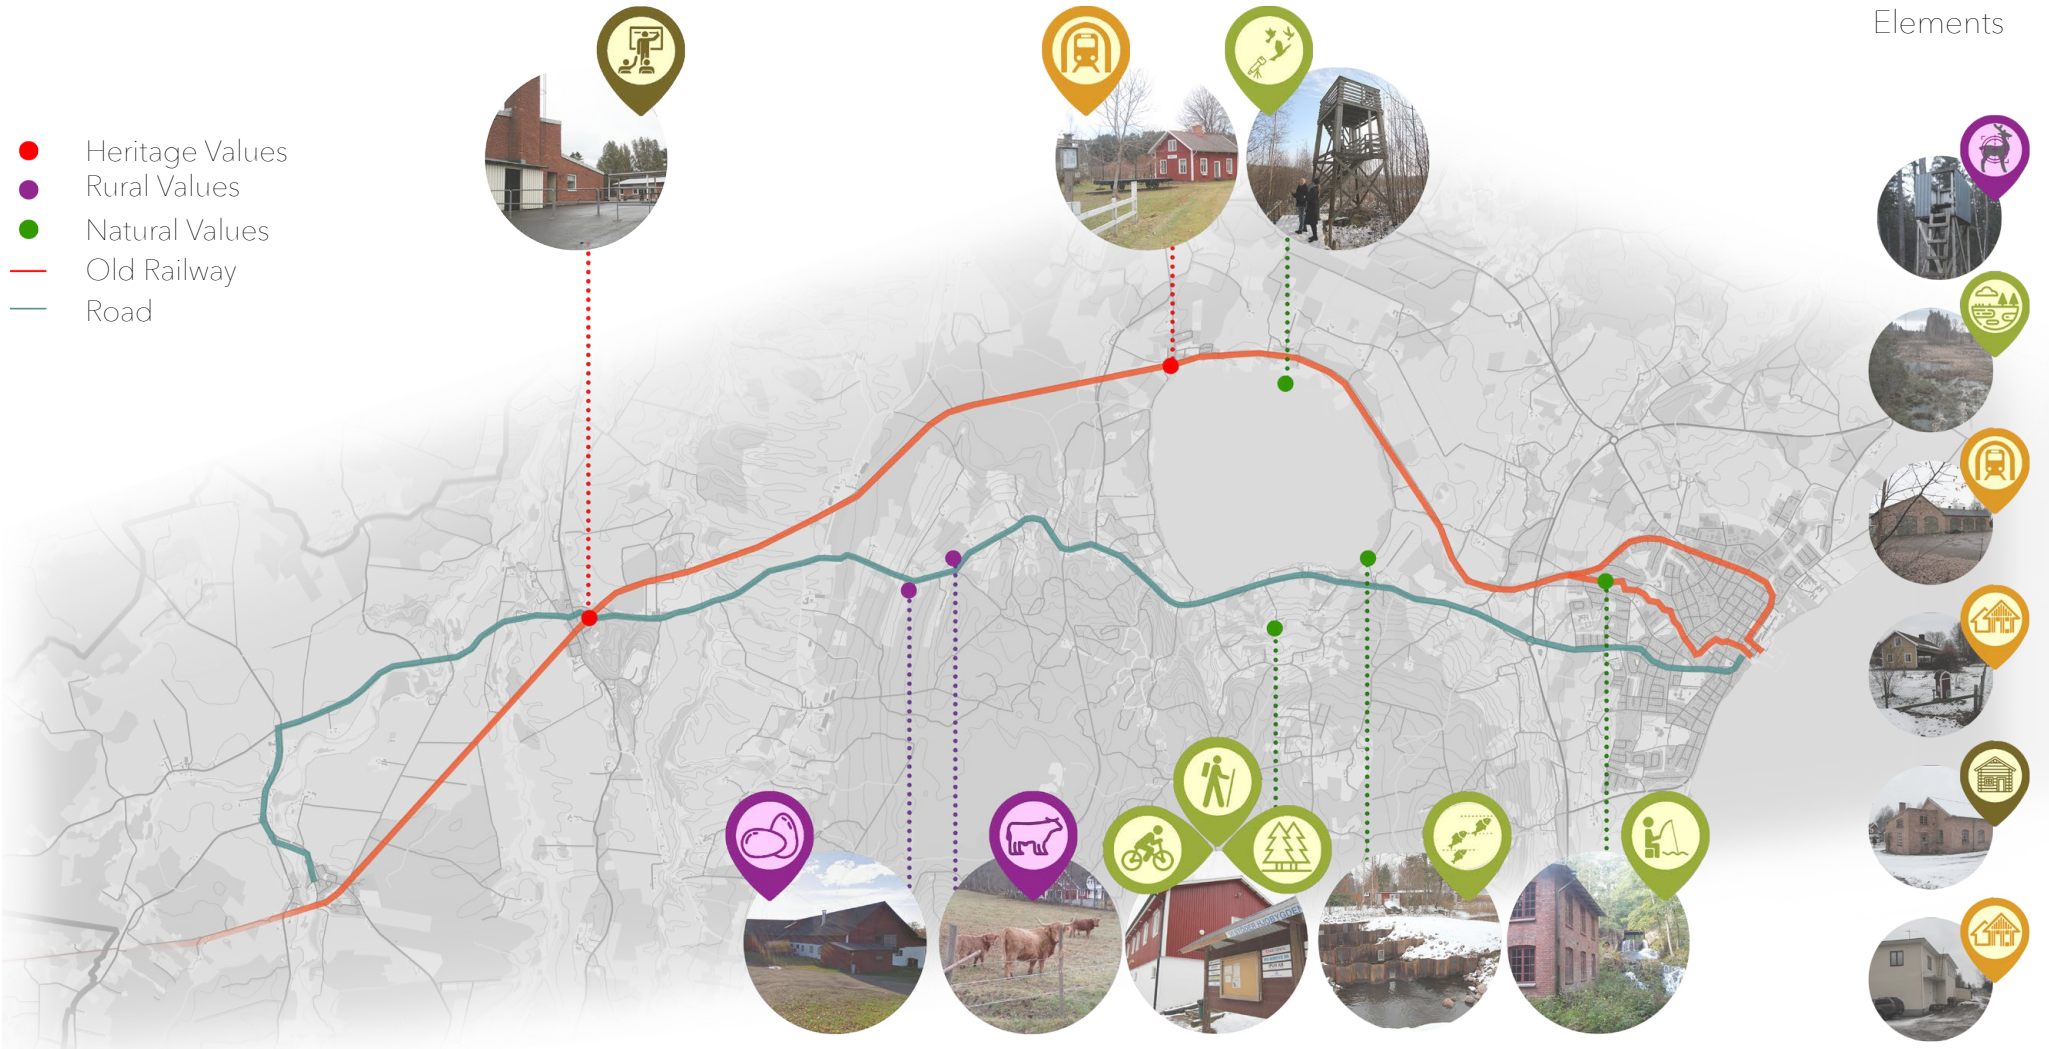 Elements
Heritage Values
Rural Values
Natural Values
Old Railway
Road